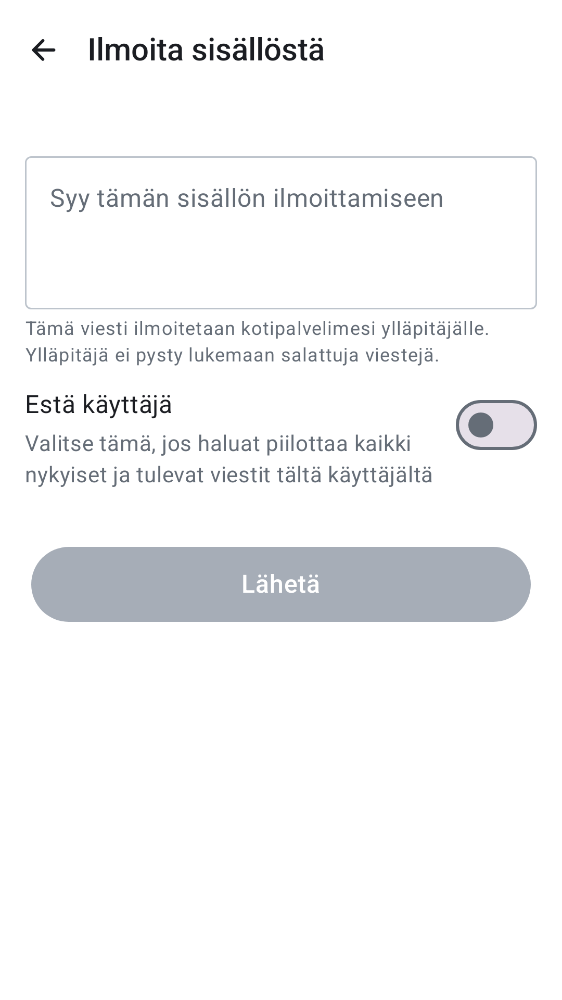 Ilmoita sisällöstä
Syy tämän sisällön ilmoittamiseen
Tämä viesti ilmoitetaan kotipalvelimesi ylläpitäjälle.
Ylläpitäjä ei pysty lukemaan salattuja viestejä.
Estä käyttäjä
Valitse tämä, jos haluat piilottaa kaikki
nykyiset ja tulevat viestit tältä käyttäjältä
Lähetä